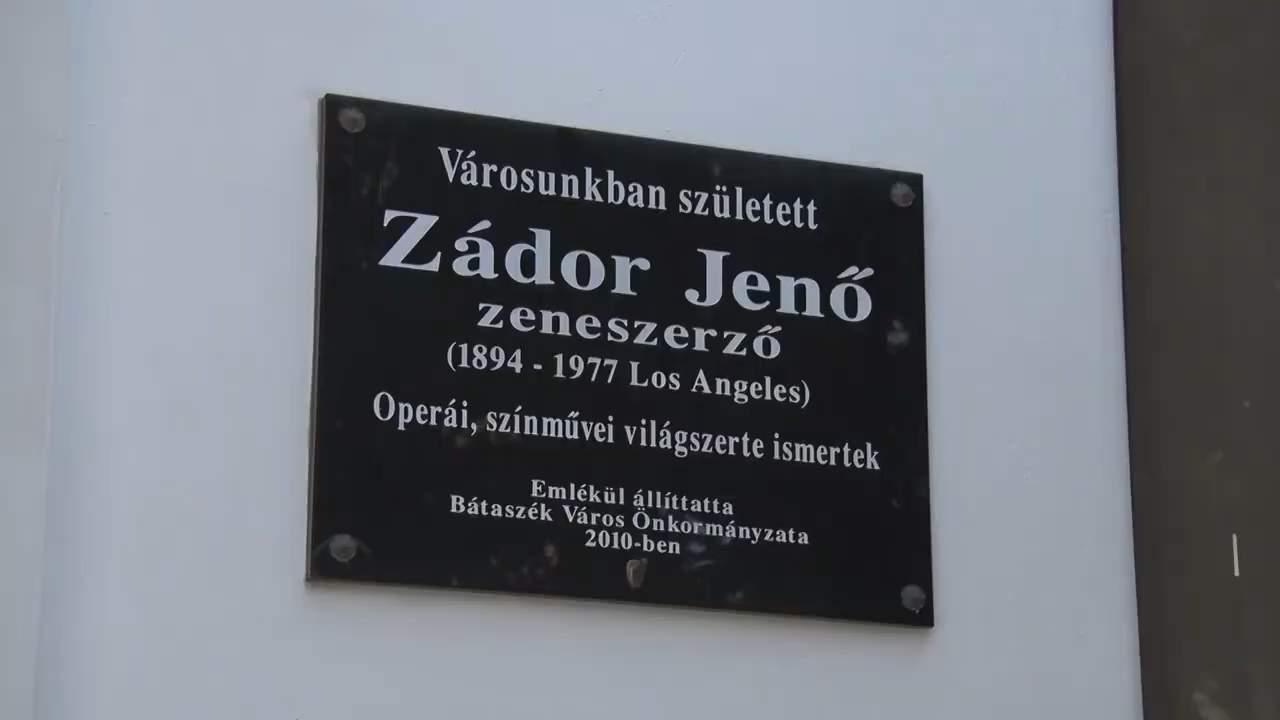 Városunkban született
Zádor Jenő
zeneszerző
(1894 - 1977 Los Angeles)
Operái, színművei világszerte ismertek
Emlékül állíttatta
Bátaszék Város Önkormányzata
2010-ben